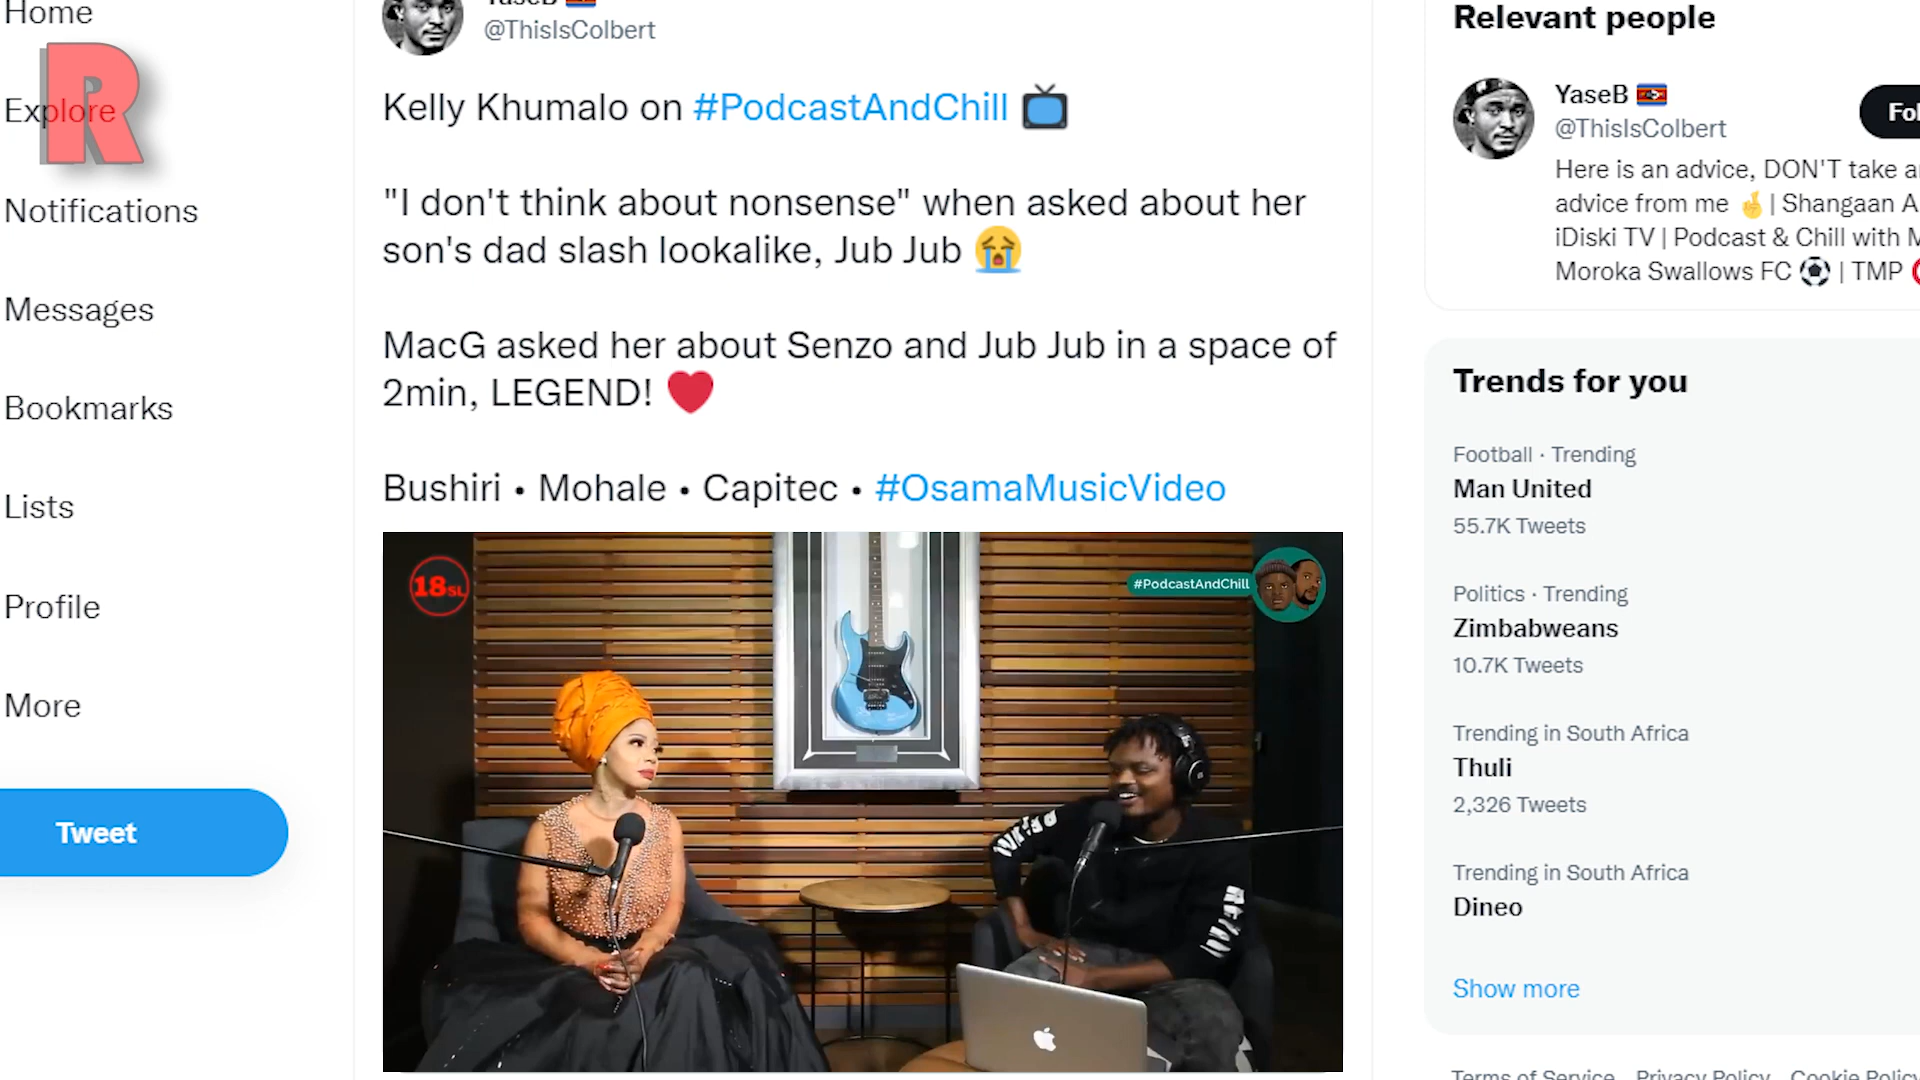 Home
R
Explore
Notifications
Messages
Bookmarks
Lists
Profile
More
Tweet
YaseB
@ThisIsColbert
Kelly Khumalo on #PodcastAndChill 📺
"I don't think about nonsense" when asked about her
son's dad slash lookalike, Jub Jub 😭
MacG asked her about Senzo and Jub Jub in a space of
2min, LEGEND! ❤️
Bushiri • Mohale • Capitec • #OsamaMusicVideo
18SL
#PodcastAndChill
Relevant people
YaseB 🇸🇿
@ThisIsColbert
Here is an advice, DON'T take
advice from me 🤞 | Shangaan
iDiski TV | Podcast & Chill with
Moroka Swallows FC ⚽ | TMP
Trends for you
Football · Trending
Man United
55.7K Tweets
Politics · Trending
Zimbabweans
10.7K Tweets
Trending in South Africa
Thuli
2,326 Tweets
Trending in South Africa
Dineo
Show more
Terms of Service Privacy Policy Cookie Policy